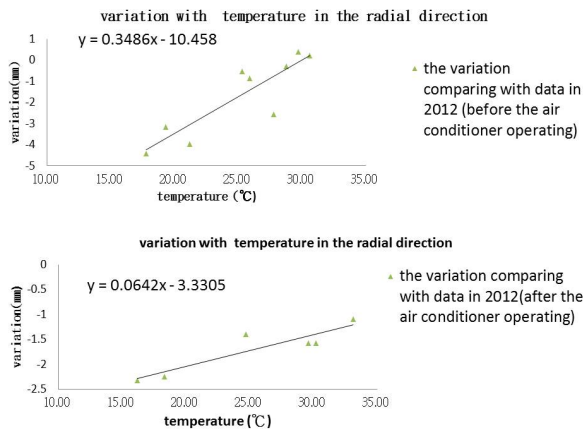 variation with temperature in the radial direction
y = 0.3486x - 10.458
1
0
-1
-2
-3
-4
-5
variation(mm)
10.00 15.00 20.00 25.00 30.00 35.00
temperature (℃)
the variation
comparing with data in
2012 (before the air
conditioner operating)
variation with temperature in the radial direction
y = 0.0642x - 3.3305
0
-0.5
-1
-1.5
-2
-2.5
variation(mm)
10.00 15.00 20.00 25.00 30.00 35.00
temperature (℃)
the variation comparing
with data in 2012(after the
air conditioner operating)